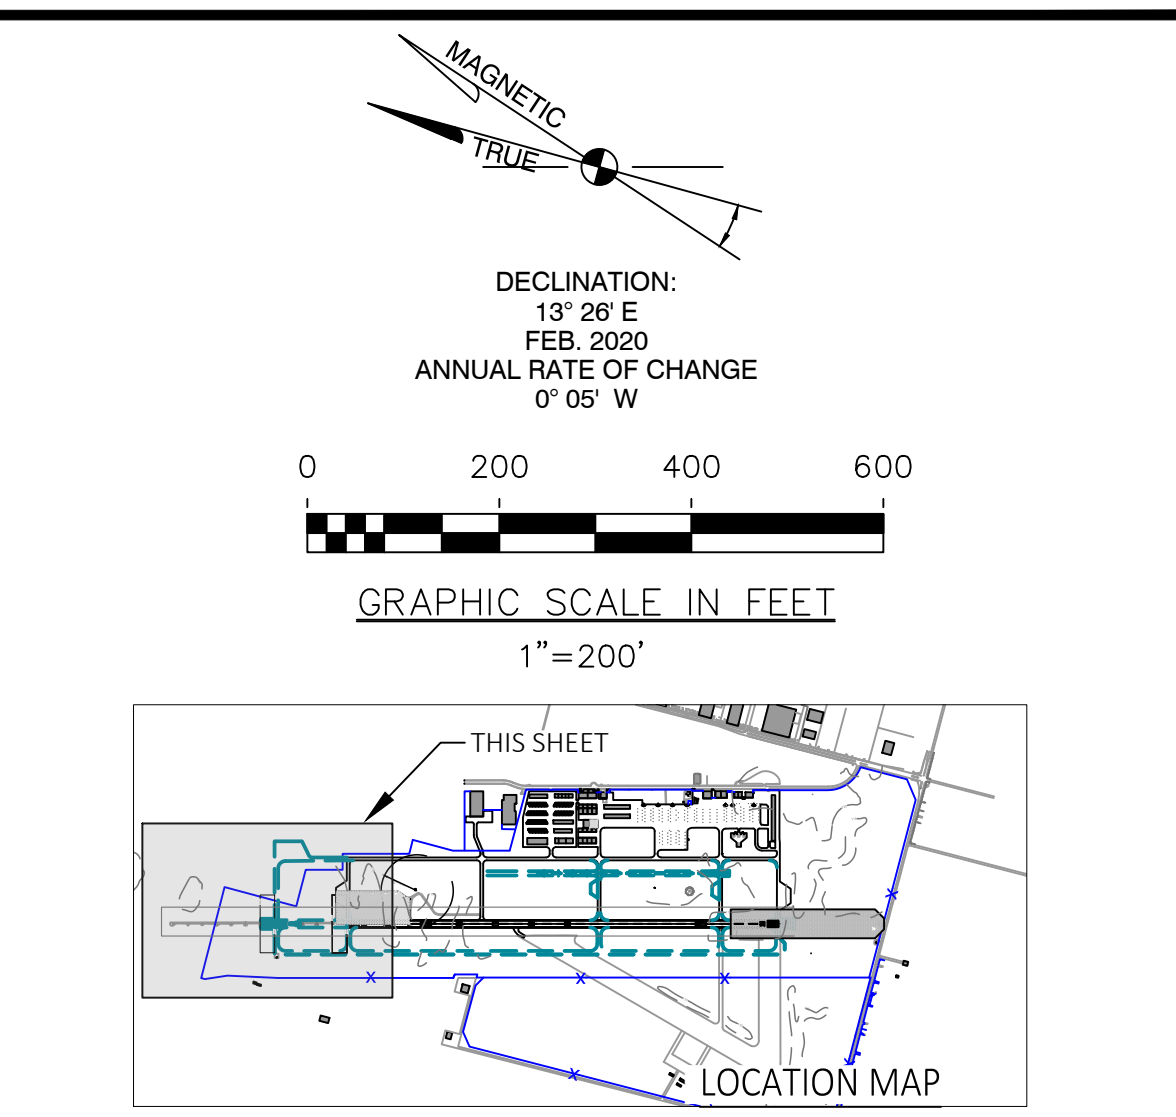 MAGNETIC
TRUE
DECLINATION:
13° 26' E
FEB. 2020
ANNUAL RATE OF CHANGE
0° 05' W
0 200 400 600
GRAPHIC SCALE IN FEET
1"=200'
THIS SHEET
X
X X X
X
X
LOCATION MAP